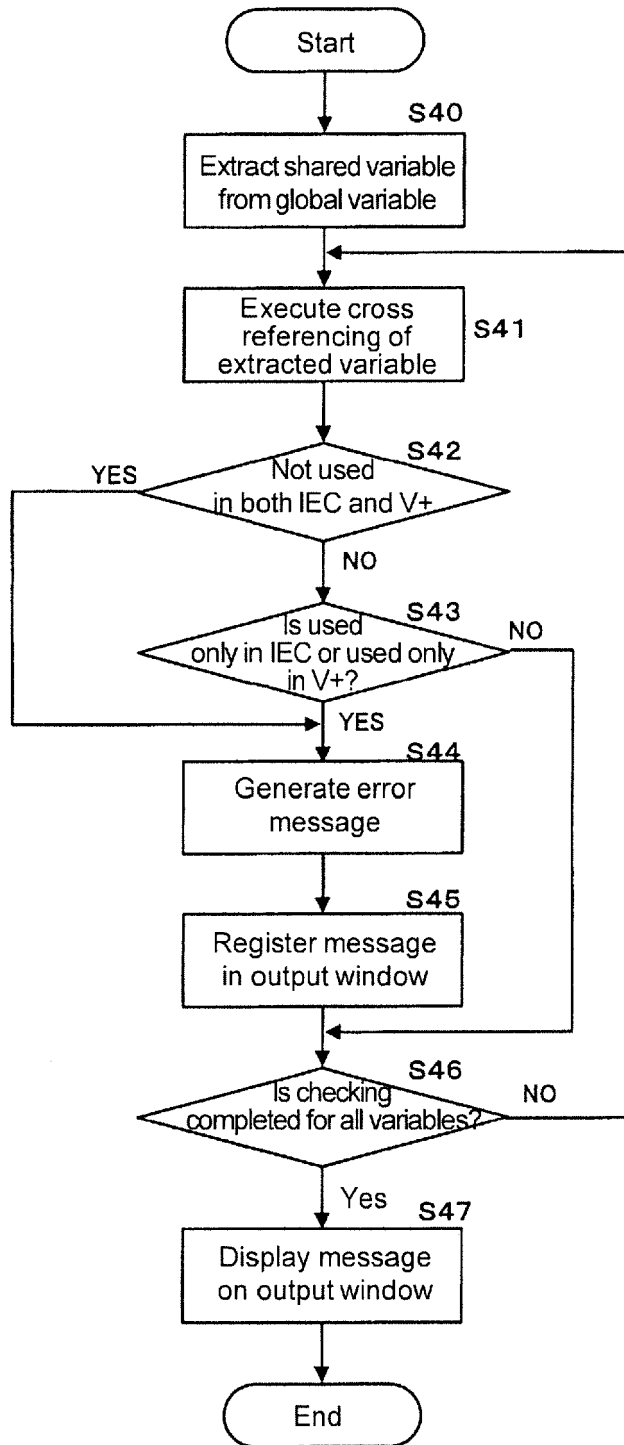 Start
S40
Extract shared variable
from global variable
Execute cross
referencing of
extracted variable
S41
S42
YES
Not used
in both IEC and V+
NO
S43
Is used
only in IEC or used only
in V+?
NO
YES
S44
Generate error
message
S45
Register message
in output window
S46
Is checking
completed for all variables?
NO
Yes
S47
Display message
on output window
End